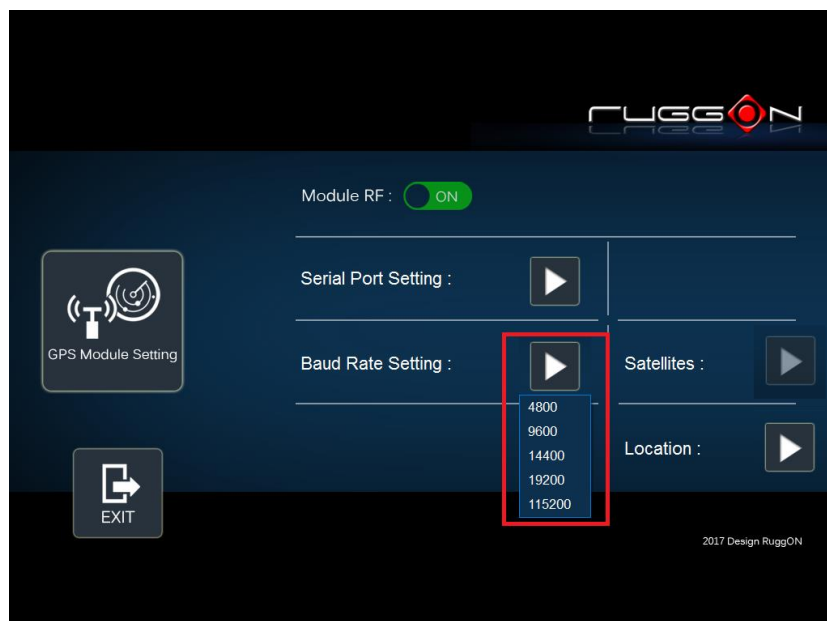 RUGGON
Module RF :
ON
Serial Port Setting :
GPS Module Setting
Baud Rate Setting :
Satellites :
4800
9600
14400
19200
115200
Location :
EXIT
2017 Design RuggON